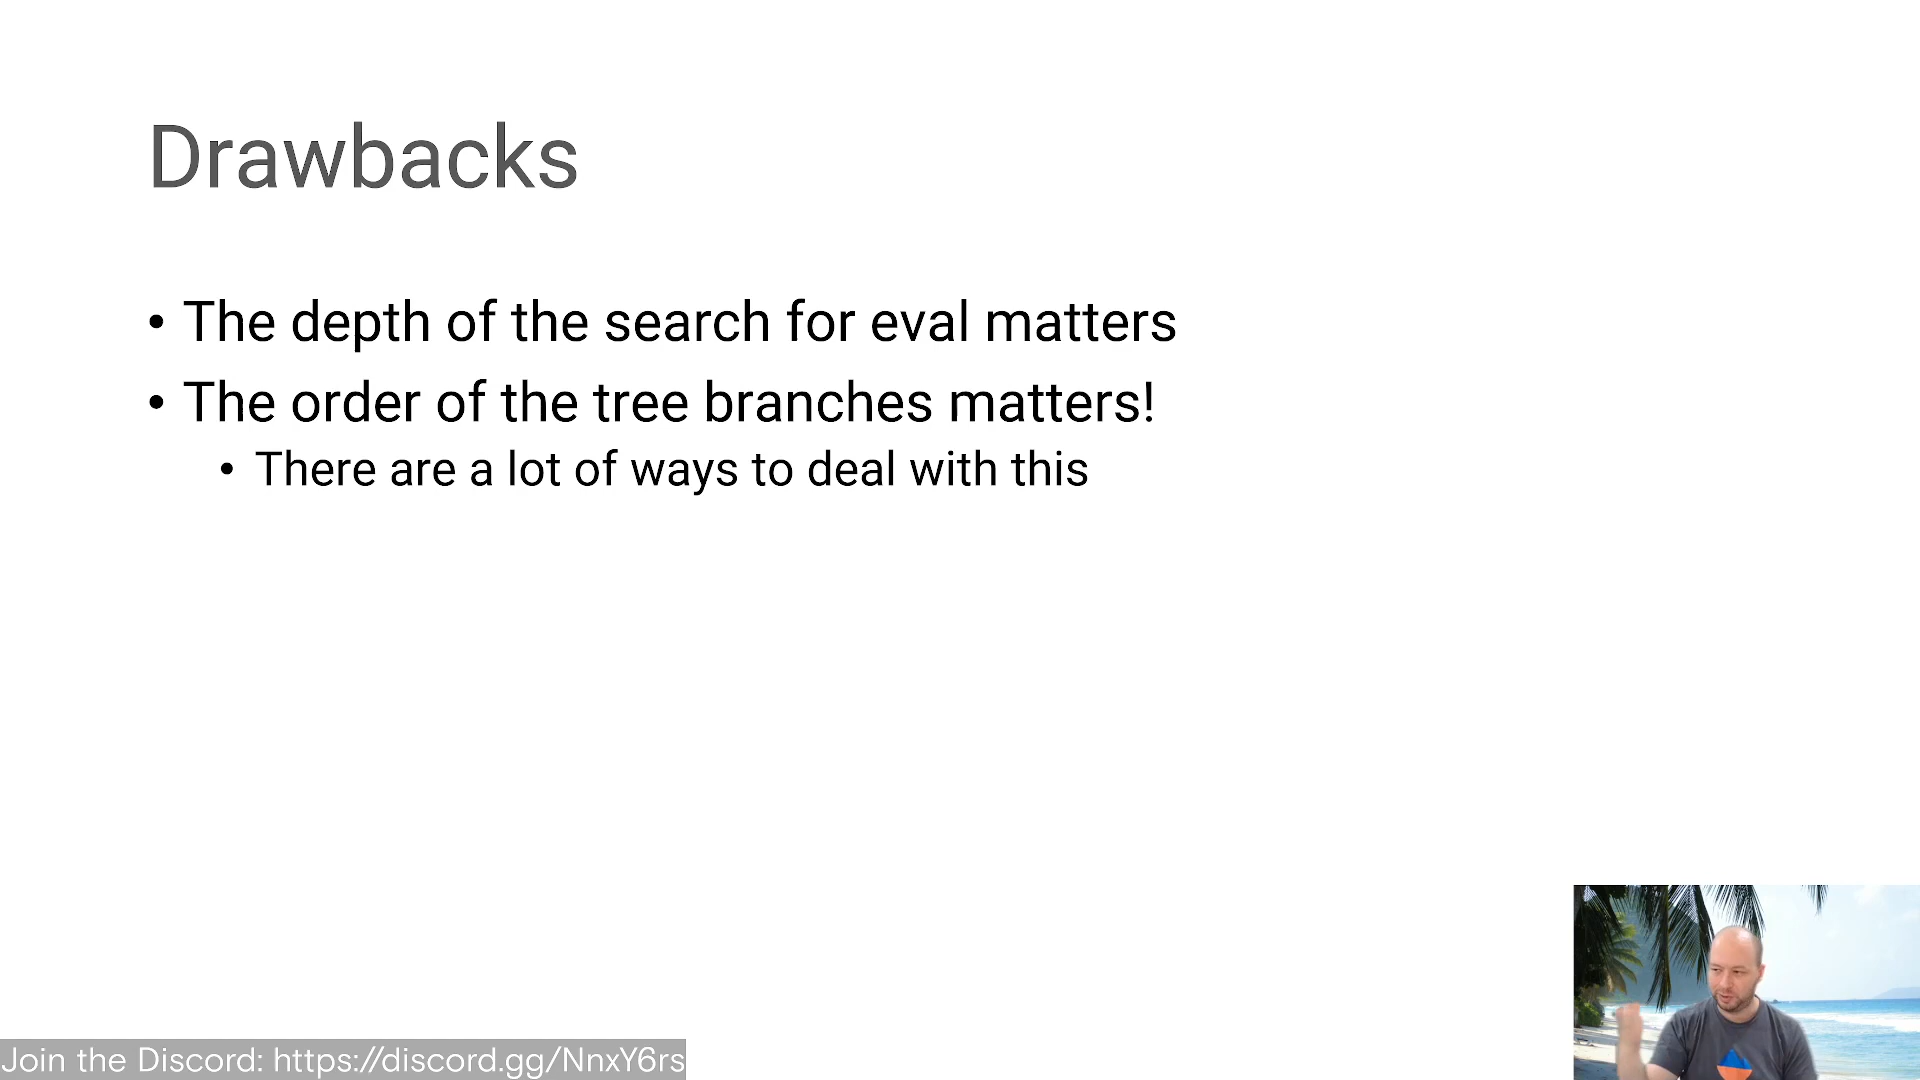 Drawbacks
• The depth of the search for eval matters
• The order of the tree branches matters!
• There are a lot of ways to deal with this
Join the Discord: https://discord.gg/NnxY6rs